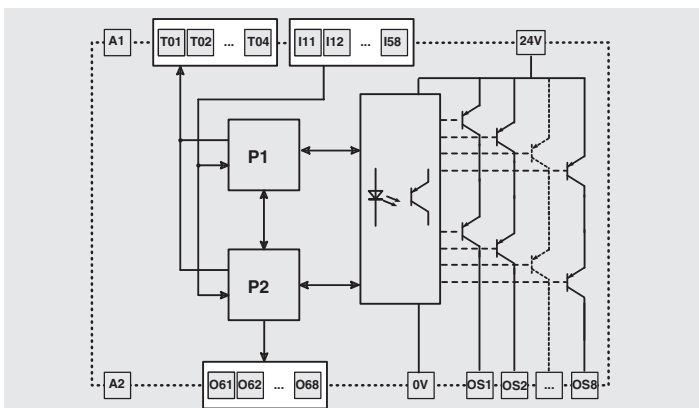 A1 T01 T02 ... T04 I11 I12 ... I58 24V
P1
P2
A2 O61 O62 ... O68 0V OS1 OS2 ... OS8